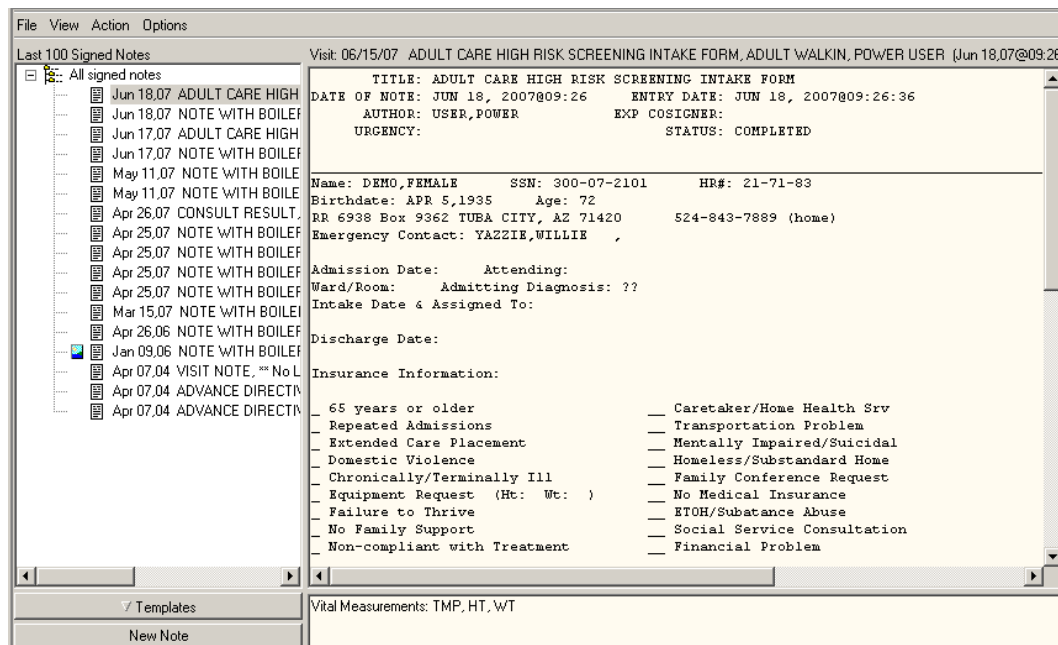 File View Action Options
Last 100 Signed Notes
All signed notes
Jun 18,07 ADULT CARE HIGH
Jun 18,07 NOTE WITH BOILER
Jun 17,07 ADULT CARE HIGH
Jun 17,07 NOTE WITH BOILER
May 11,07 NOTE WITH BOILE
May 11,07 NOTE WITH BOILE
Apr 26,07 CONSULT RESULT,
Apr 25,07 NOTE WITH BOILER
Apr 25,07 NOTE WITH BOILER
Apr 25,07 NOTE WITH BOILER
Apr 25,07 NOTE WITH BOILER
Mar 15,07 NOTE WITH BOILE
Apr 26,06 NOTE WITH BOILER
Jan 09,06 NOTE WITH BOILER
Apr 07,04 VISIT NOTE, ** No L
Apr 07,04 ADVANCE DIRECTIV
Apr 07,04 ADVANCE DIRECTIV
Templates
New Note
Visit: 06/15/07 ADULT CARE HIGH RISK SCREENING INTAKE FORM, ADULT WALKIN, POWER USER (Jun 18,07@09:26
TITLE: ADULT CARE HIGH RISK SCREENING INTAKE FORM
DATE OF NOTE: JUN 18, 2007@09:26 ENTRY DATE: JUN 18, 2007@09:26:36
AUTHOR: USER,POWER EXP COSIGNER:
URGENCY: STATUS: COMPLETED
Name: DEMO,FEMALE SSN: 300-07-2101 HR#: 21-71-83
Birthdate: APR 5,1935 Age: 72
RR 6938 Box 9362 TUBA CITY, AZ 71420 524-843-7889 (home)
Emergency Contact: YAZZIE,WILLIE ,
Admission Date: Attending:
Ward/Room: Admitting Diagnosis: ??
Intake Date & Assigned To:
Discharge Date:
Insurance Information:
_ 65 years or older __ Caretaker/Home Health Srv
_ Repeated Admissions __ Transportation Problem
_ Extended Care Placement __ Mentally Impaired/Suicidal
_ Domestic Violence __ Homeless/Substandard Home
_ Chronically/Terminally Ill __ Family Conference Request
_ Equipment Request (Ht: Wt: ) __ No Medical Insurance
_ Failure to Thrive __ ETOH/Subatance Abuse
_ No Family Support __ Social Service Consultation
_ Non-compliant with Treatment __ Financial Problem
Vital Measurements: TMP, HT, WT